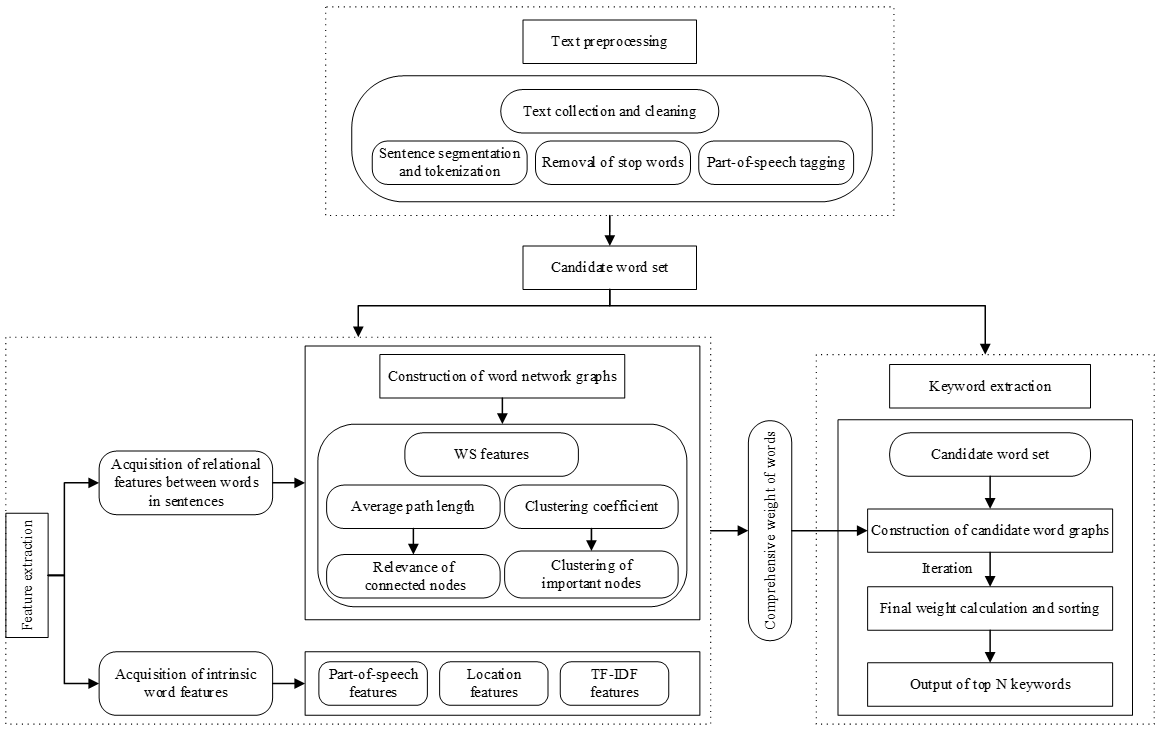 Text preprocessing
Text collection and cleaning
Sentence segmentation
and tokenization
Removal of stop words
Part-of-speech tagging
Candidate word set
Feature extraction
Acquisition of relational
features between words
in sentences
Construction of word network graphs
WS features
Average path length
Clustering coefficient
Relevance of
connected nodes
Clustering of
important nodes
Acquisition of intrinsic
word features
Part-of-speech
features
Location
features
TF-IDF
features
Comprehensive weight of words
Keyword extraction
Candidate word set
Construction of candidate word graphs
Iteration
Final weight calculation and sorting
Output of top N keywords